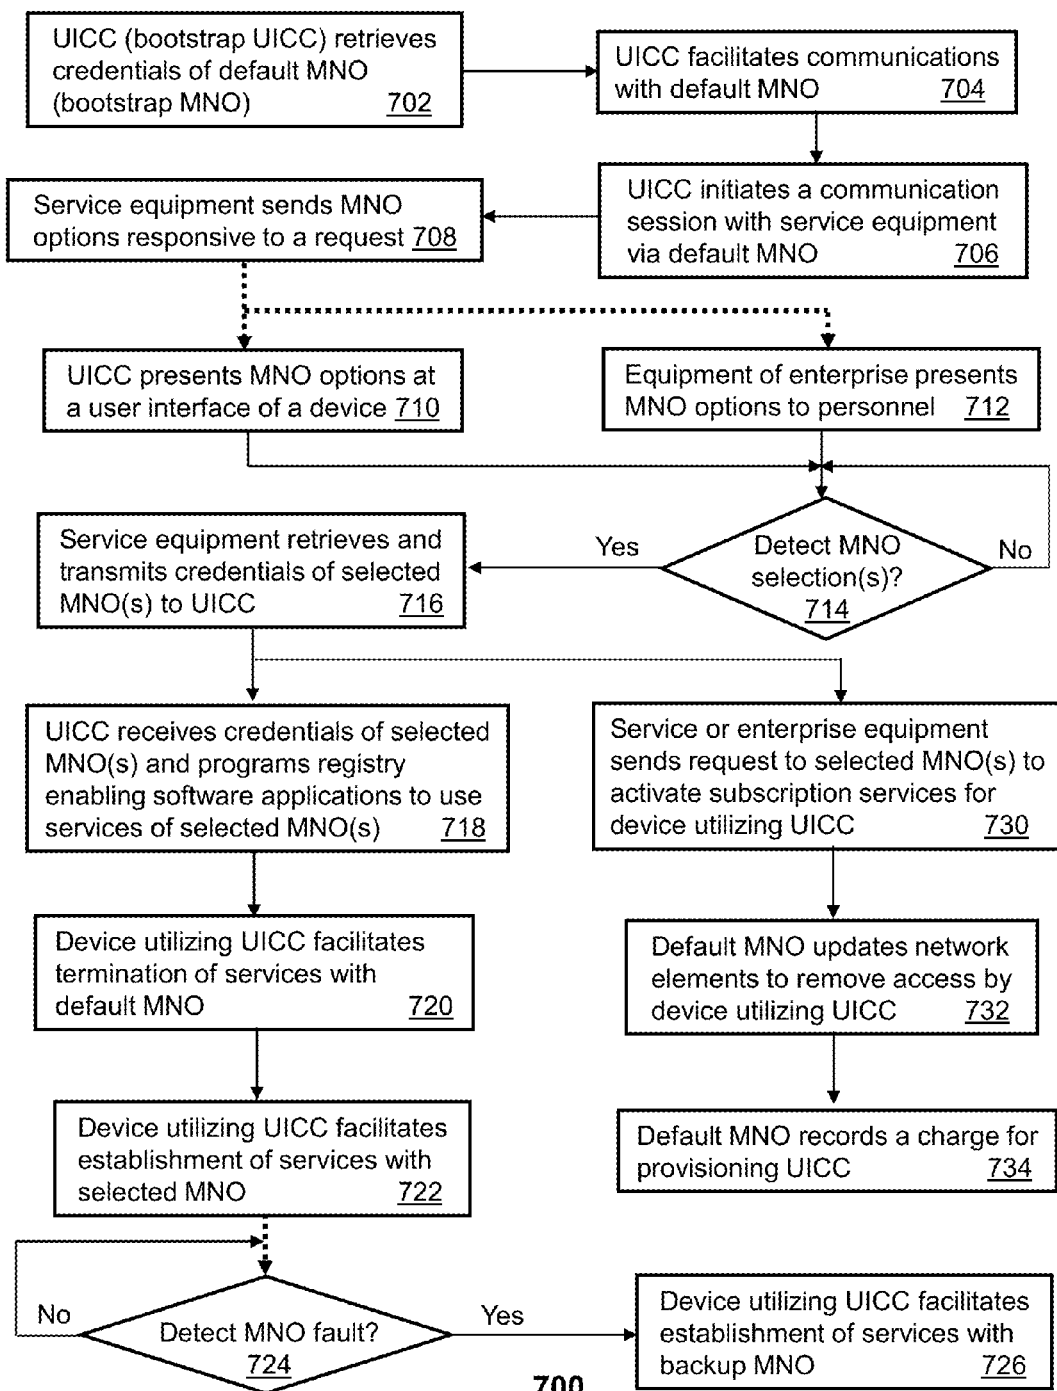 UICC (bootstrap UICC) retrieves
credentials of default MNO
(bootstrap MNO) 702
UICC facilitates communications
with default MNO 704
UICC initiates a communication
session with service equipment
via default MNO 706
Service equipment sends MNO
options responsive to a request 708
UICC presents MNO options at
a user interface of a device 710
Equipment of enterprise presents
MNO options to personnel 712
Detect MNO
selection(s)?
714
Yes
No
Service equipment retrieves and
transmits credentials of selected
MNO(s) to UICC 716
UICC receives credentials of selected
MNO(s) and programs registry
enabling software applications to use
services of selected MNO(s) 718
Service or enterprise equipment
sends request to selected MNO(s) to
activate subscription services for
device utilizing UICC 730
Device utilizing UICC facilitates
termination of services with
default MNO 720
Default MNO updates network
elements to remove access by
device utilizing UICC 732
Device utilizing UICC facilitates
establishment of services with
selected MNO 722
Default MNO records a charge for
provisioning UICC 734
No
Detect MNO fault?
724
Yes
Device utilizing UICC facilitates
establishment of services with
backup MNO 726
700